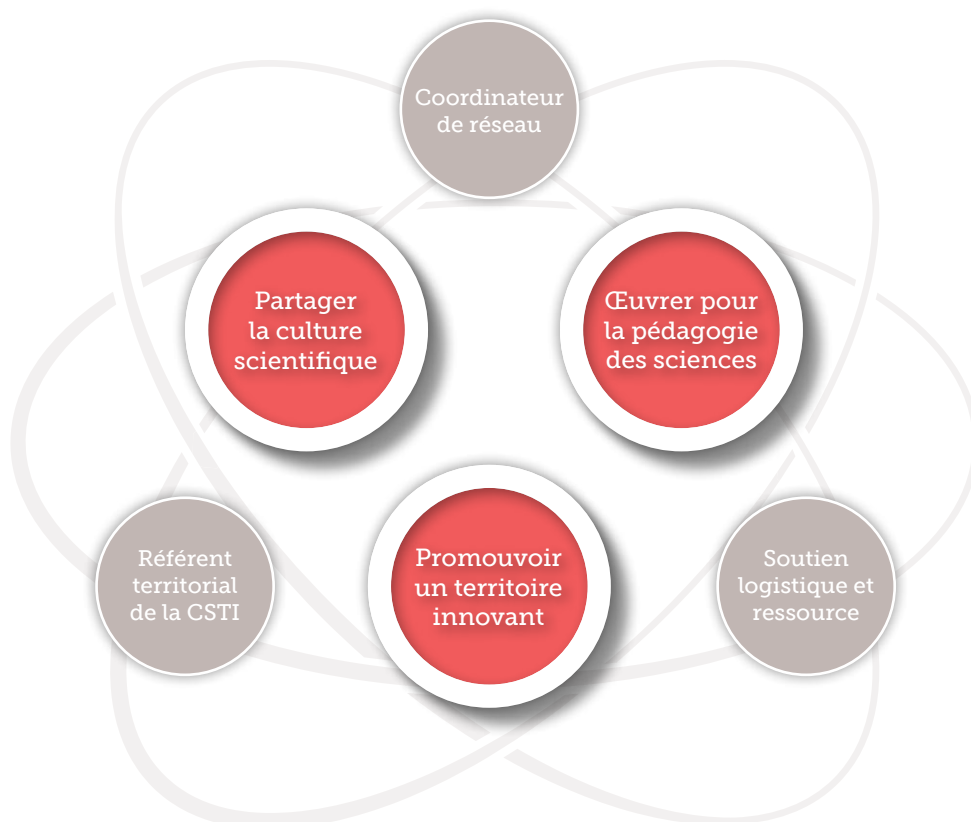 Coordinateur
de réseau
Partager
la culture
scientifique
Œuvrer pour
la pédagogie
des sciences
Référent
territorial
de la CSTI
Promouvoir
un territoire
innovant
Soutien
logistique et
ressource